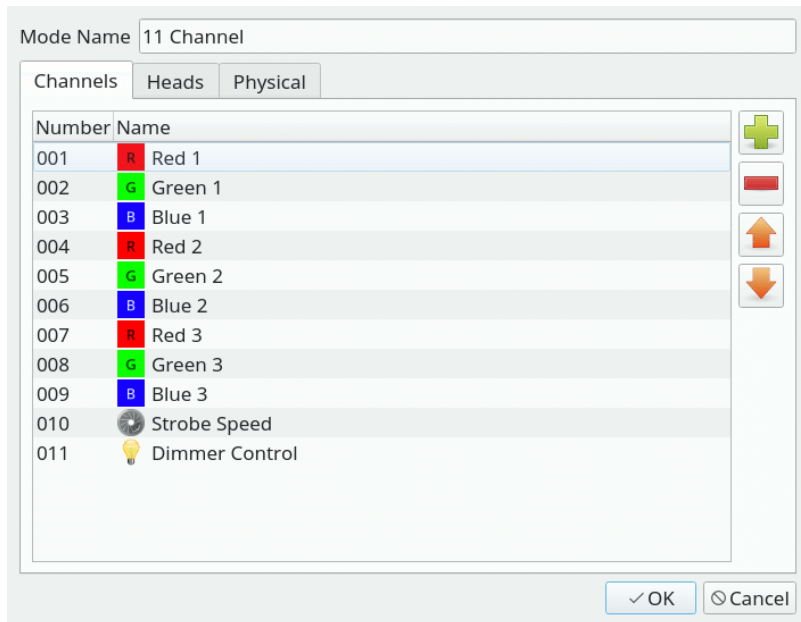 Mode Name 11 Channel
Channels Heads Physical
Number Name
001 R Red 1
002 G Green 1
003 B Blue 1
004 R Red 2
005 G Green 2
006 B Blue 2
007 R Red 3
008 G Green 3
009 B Blue 3
010 Strobe Speed
011 Dimmer Control
OK Cancel